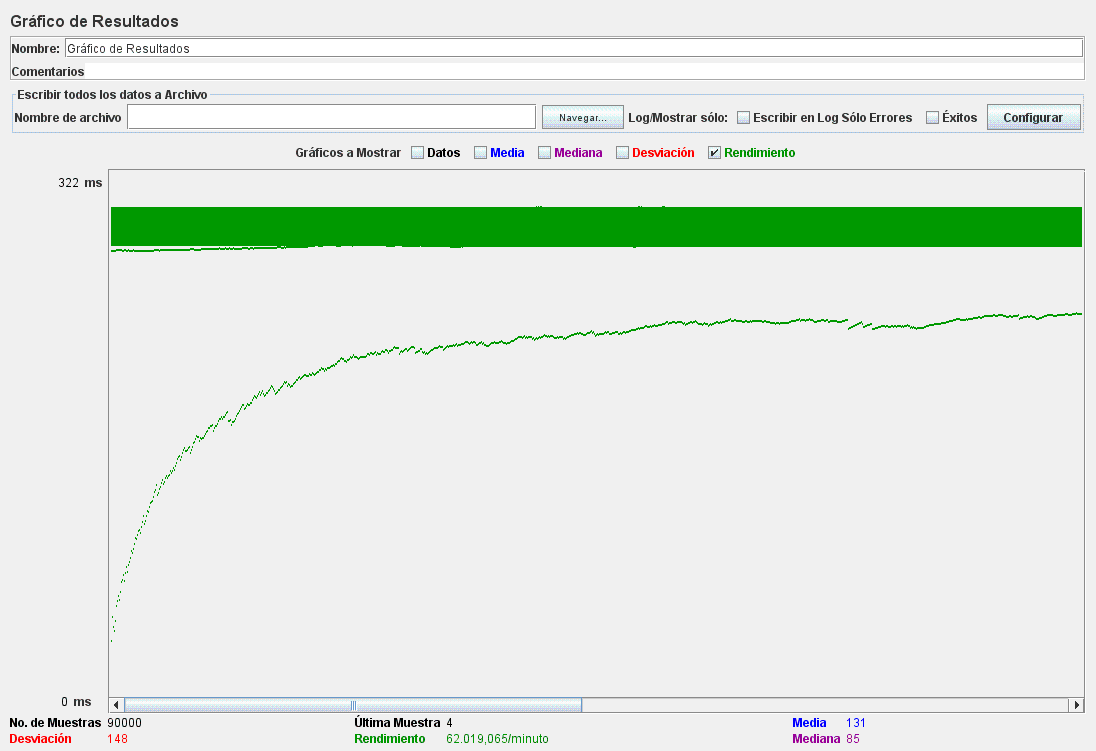 Gráfico de Resultados
Nombre: Gráfico de Resultados
Comentarios
Escribir todos los datos a Archivo
Nombre de archivo Navegar... Log/Mostrar sólo: Escribir en Log Sólo Errores Éxitos Configurar
Gráficos a Mostrar Datos Media Mediana Desviación Rendimiento
322 ms
0 ms
No. de Muestras 90000 Última Muestra 4 Media 131
Desviación 148 Rendimiento 62.019,065/minuto Mediana 85